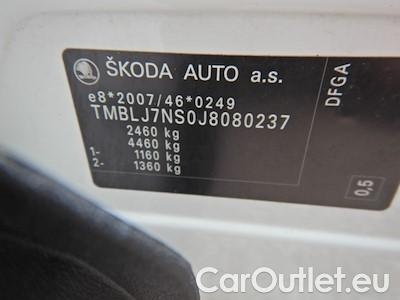 ŠKODA AUTO a.s.
e8*2007/46*0249
TMBLJ7NS0J8080237
2460 kg
4460 kg
1- 1160 kg
2- 1360 kg
DFGA
0,5
CarOutlet.eu